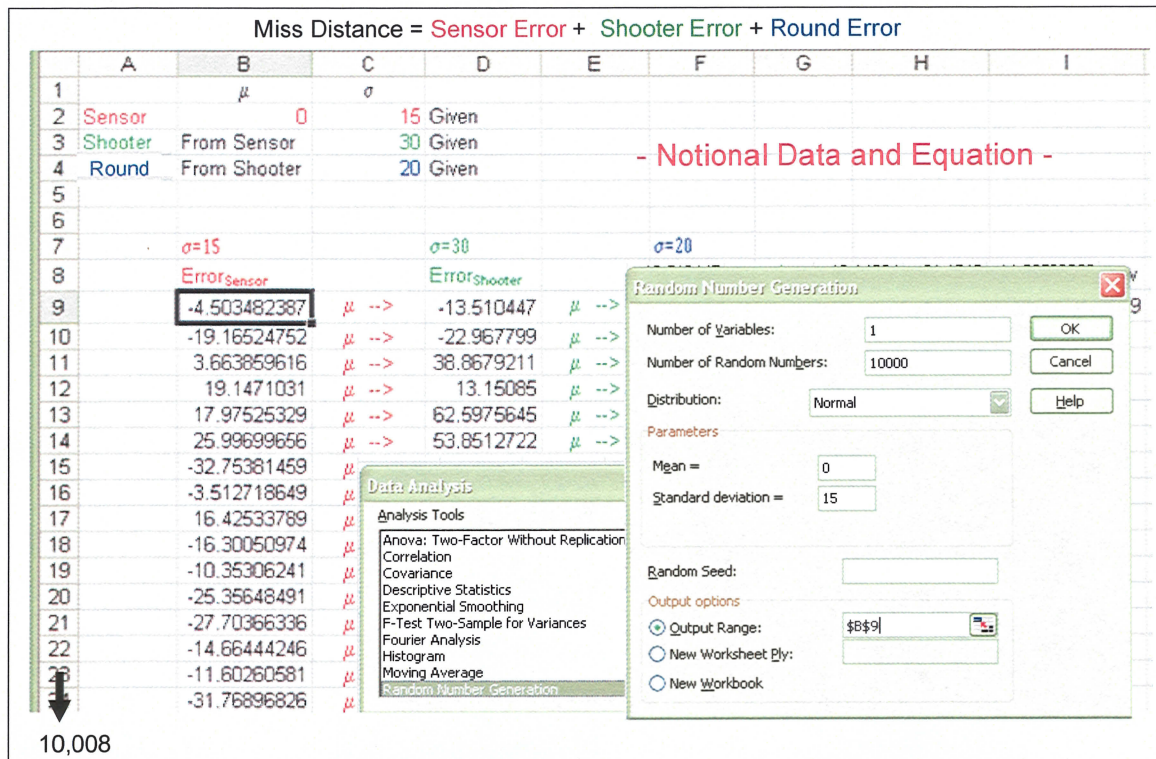 Miss Distance = Sensor Error + Shooter Error + Round Error
A B C D E F G H I
1 μ σ
2 Sensor 0 15 Given
3 Shooter From Sensor 30 Given
4 Round From Shooter 20 Given
- Notional Data and Equation -
5
6
7 σ=15 σ=30 σ=20
8 ErrorSensor ErrorShooter
9 -4.503482387 μ --> -13.510447 μ --> 9
10 -19.16524752 μ --> -22.967799 μ -->
11 3.663859616 μ --> 38.8679211 μ -->
12 19.1471031 μ --> 13.15085 μ -->
13 17.97525329 μ --> 62.5975645 μ -->
14 25.99699656 μ --> 53.8512722 μ -->
15 -32.75381459 μ
16 -3.512718649 μ
17 16.42533789 μ
18 -16.30050974 μ
19 -10.35306241 μ
20 -25.35648491 μ
21 -27.70366336 μ
22 -14.66444246 μ
23 -11.60260581 μ
-31.76896826 μ
10,008
Data Analysis
Analysis Tools
Anova: Two-Factor Without Replication
Correlation
Covariance
Descriptive Statistics
Exponential Smoothing
F-Test Two-Sample for Variances
Fourier Analysis
Histogram
Moving Average
Random Number Generation
Random Number Generation
Number of Variables: 1 OK
Number of Random Numbers: 10000 Cancel
Distribution: Normal Help
Parameters
Mean = 0
Standard deviation = 15
Random Seed:
Output options
Output Range: $B$9
New Worksheet Ply:
New Workbook